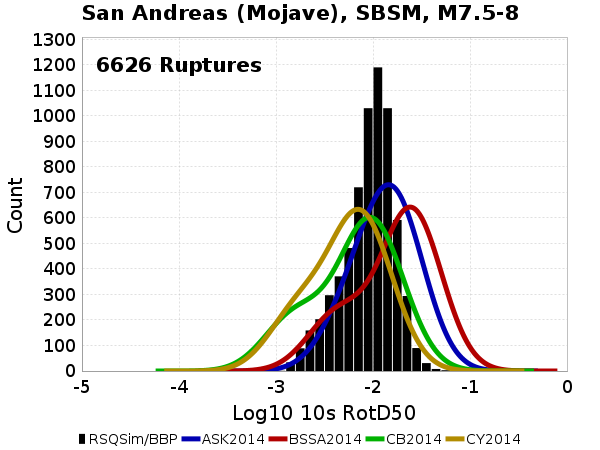 San Andreas (Mojave), SBSM, M7.5-8
6626 Ruptures
Count
1300
1200
1100
1000
900
800
700
600
500
400
300
200
100
0
-5 -4 -3 -2 -1 0
Log10 10s RotD50
RSQSim/BBP ASK2014 BSSA2014 CB2014 CY2014